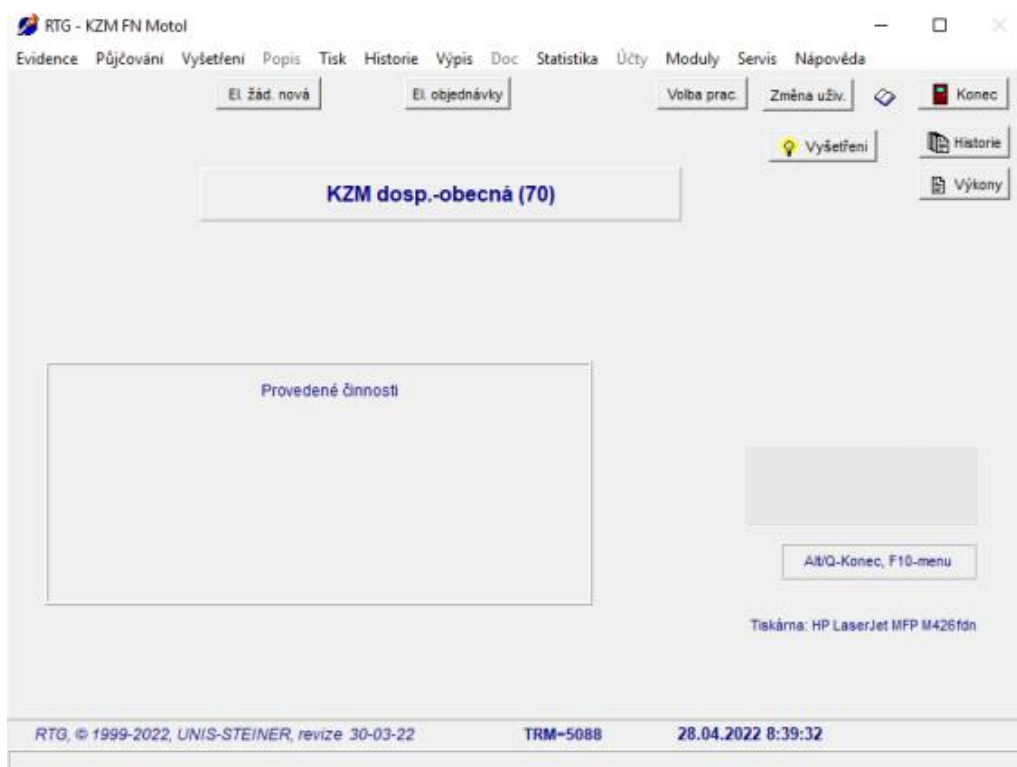 RTG - KZM FN Motol
Evidence Půjčování Vyšetření Popis Tisk Historie Výpis Doc Statistika Účty Moduly Servis Nápověda
El. žád. nová El. objednávky Volba prac. Změna uživ. Konec
Vyšetření Historie
KZM dosp.-obecná (70) Výkony
Provedené činnosti
Alt/Q-Konec, F10-menu
Tiskárna: HP LaserJet MFP M426fdn
RTG, © 1999-2022, UNIS-STEINER, revize 30-03-22 TRM=5088 28.04.2022 8:39:32